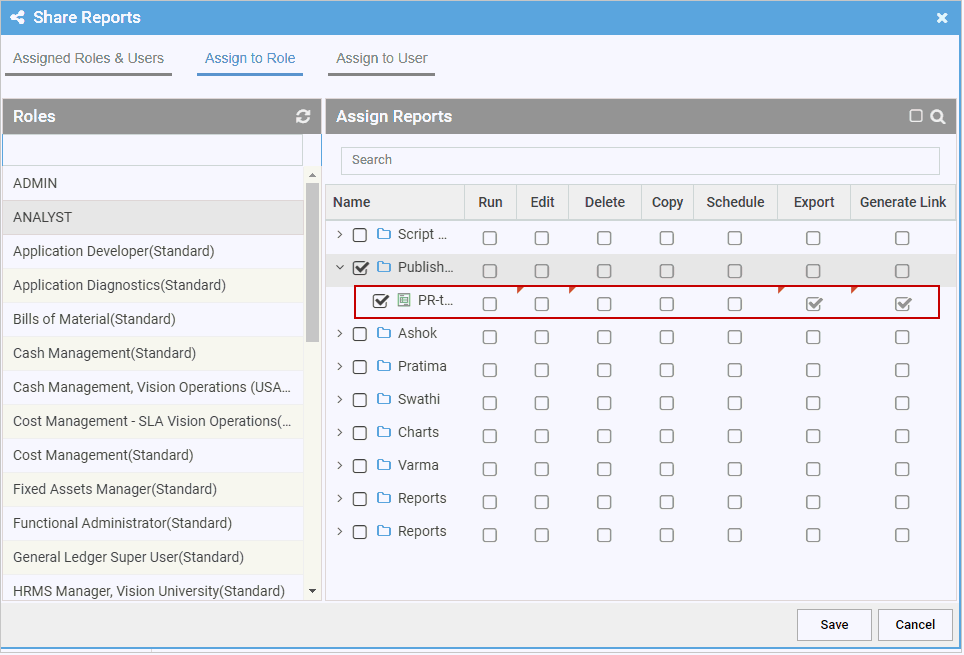 Share Reports
Assigned Roles & Users
Assign to Role
Assign to User
Roles
ADMIN
ANALYST
Application Developer(Standard)
Application Diagnostics(Standard)
Bills of Material(Standard)
Cash Management(Standard)
Cash Management, Vision Operations (USA...
Cost Management - SLA Vision Operations(...
Cost Management(Standard)
Fixed Assets Manager(Standard)
Functional Administrator(Standard)
General Ledger Super User(Standard)
HRMS Manager, Vision University(Standard)
Assign Reports
Search
Name Run Edit Delete Copy Schedule Export Generate Link
Script ...
Publish...
PR-t...
Ashok
Pratima
Swathi
Charts
Varma
Reports
Reports
Save
Cancel